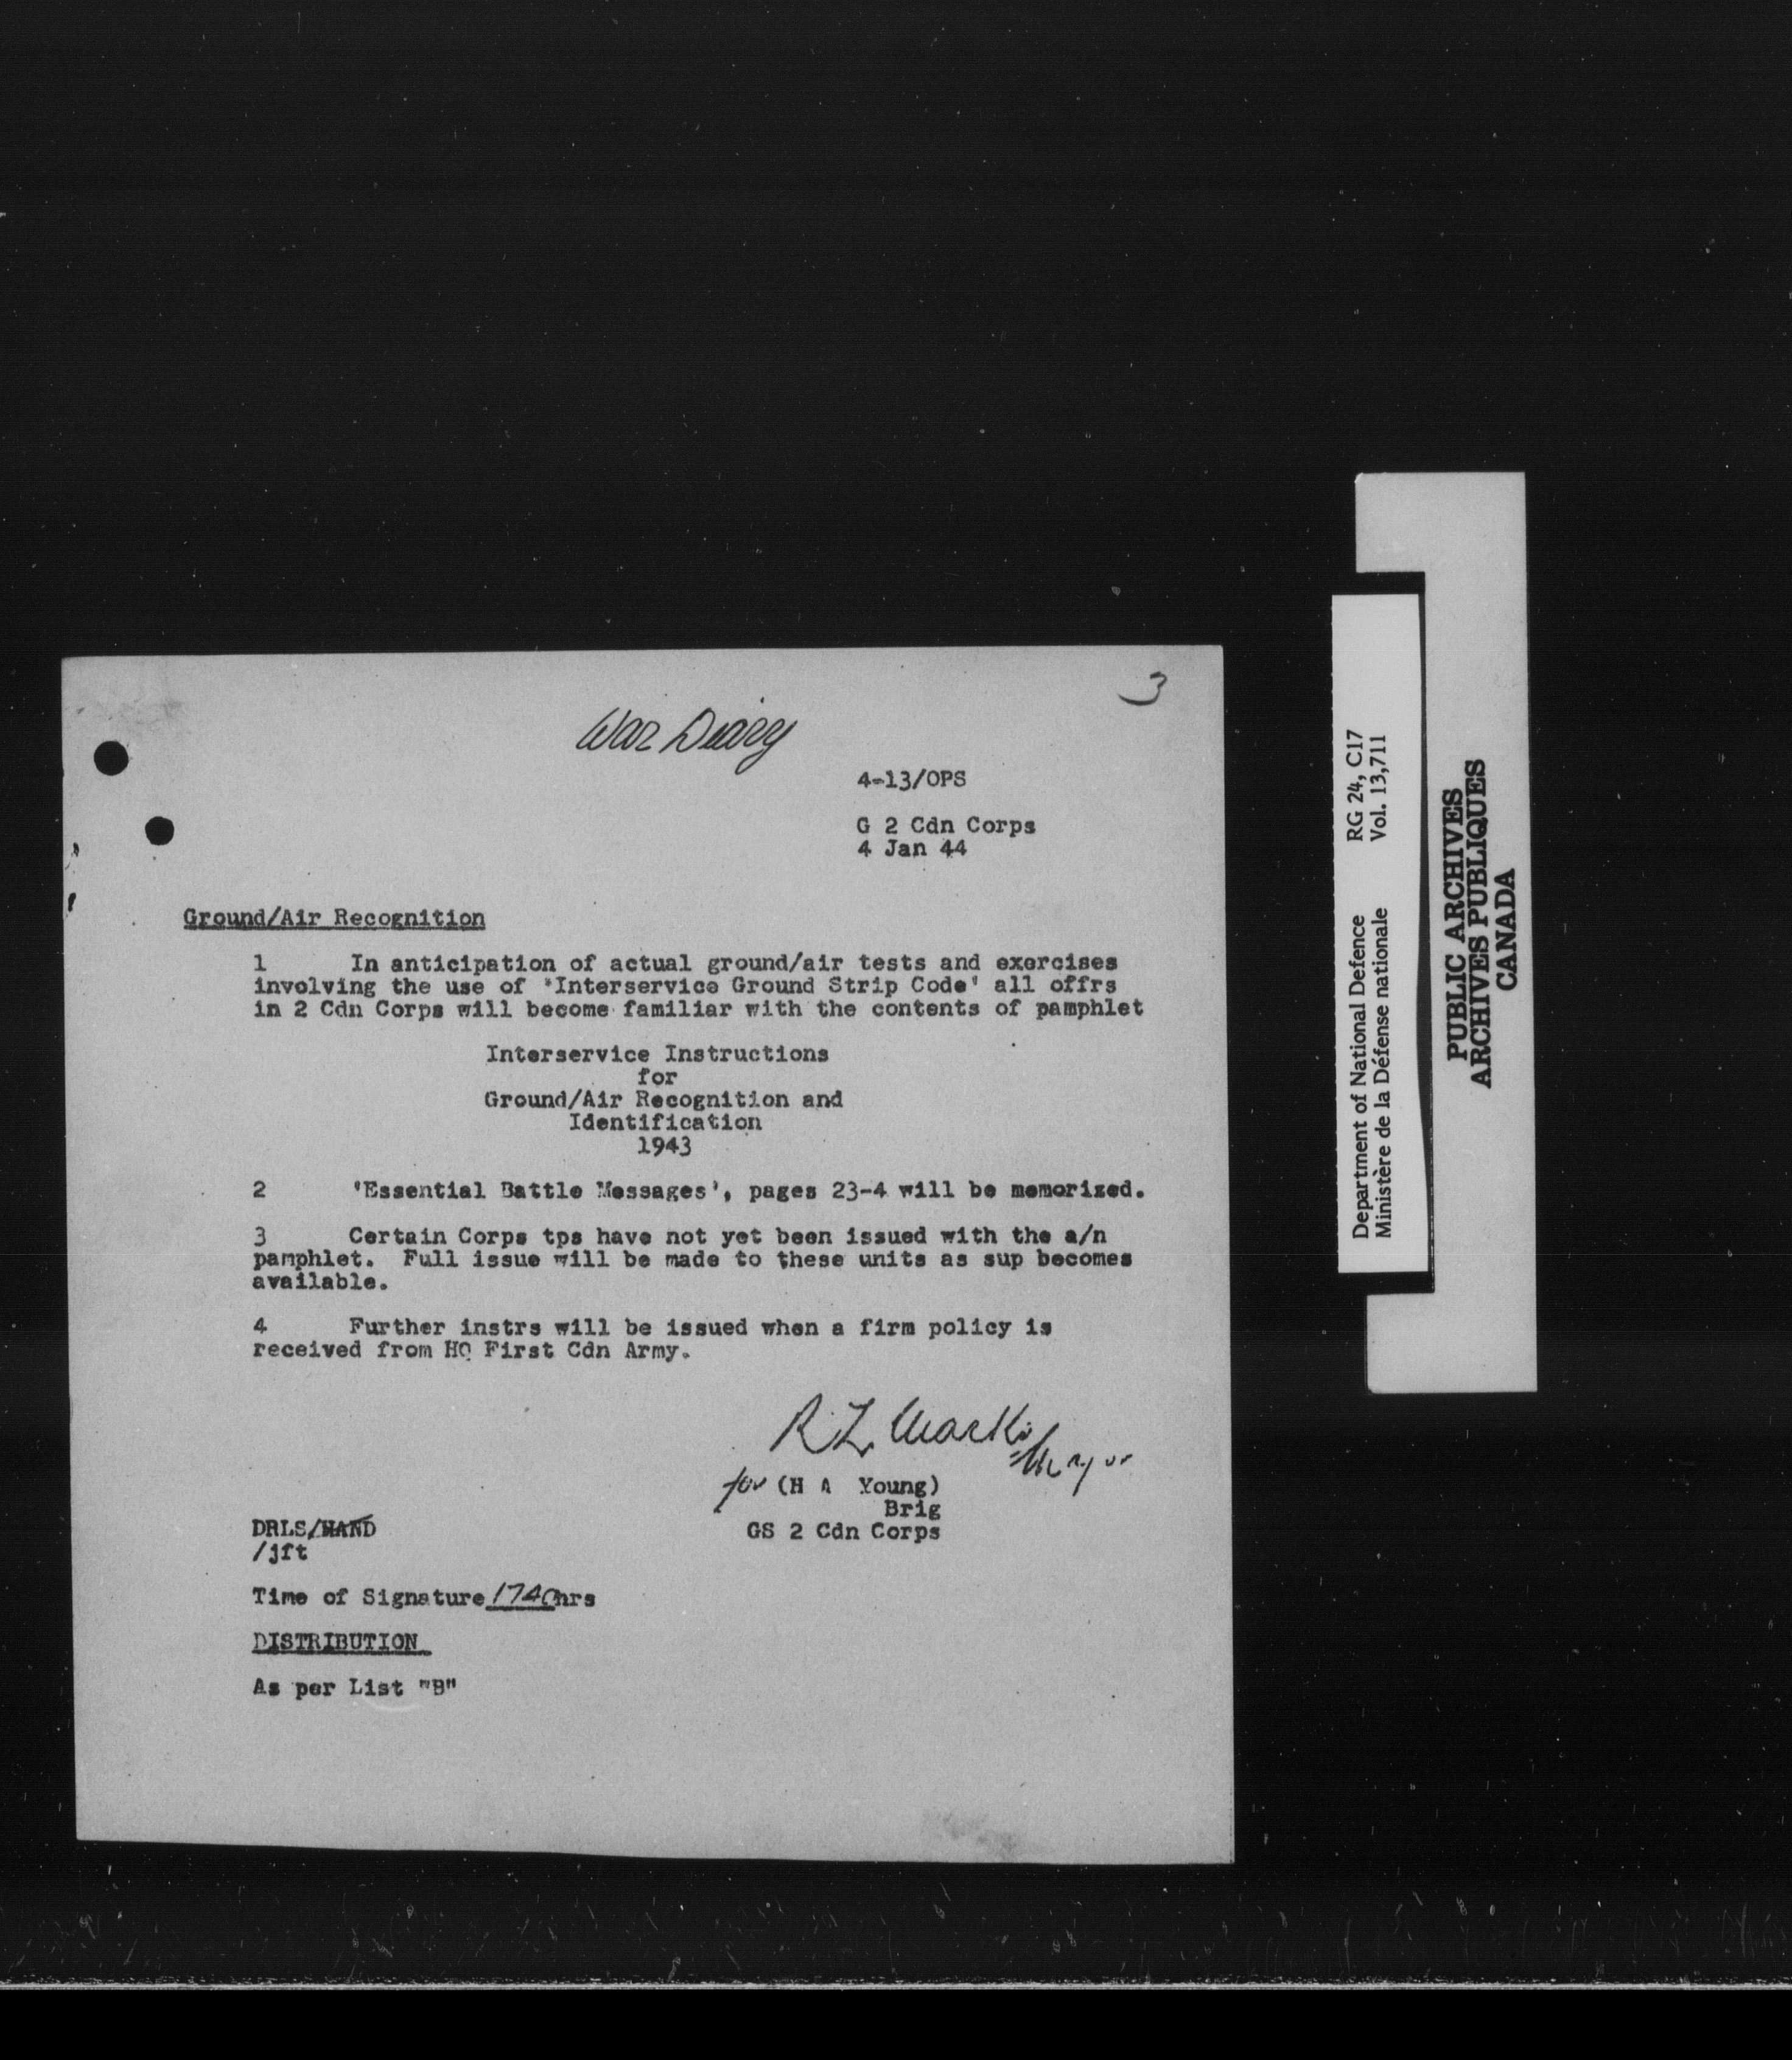 3
War Diary
4-13/OPS
G 2 Cdn Corps
4 Jan 44
Ground/Air Recognition
1 In anticipation of actual ground/air tests and exercises
involving the use of 'Interservice Ground Strip Code' all offrs
in 2 Cdn Corps will become familiar with the contents of pamphlet
Interservice Instructions
for
Ground/Air Recognition and
Identification
1943
2 'Essential Battle Messages', pages 23-4 will be memorized.
3 Certain Corps tps have not yet been issued with the a/n
pamphlet. Full issue will be made to these units as sup becomes
available.
4 Further instrs will be issued when a firm policy is
received from HQ First Cdn Army.
R L
Major
for (H A Young)
Brig
GS 2 Cdn Corps
DRLS/HAND
/jft
Time of Signature 1740hrs
DISTRIBUTION
As per List "B"
Department of National Defence RG 24, C17
Ministère de la Défense nationale Vol. 13,711
PUBLIC ARCHIVES
ARCHIVES PUBLIQUES
CANADA